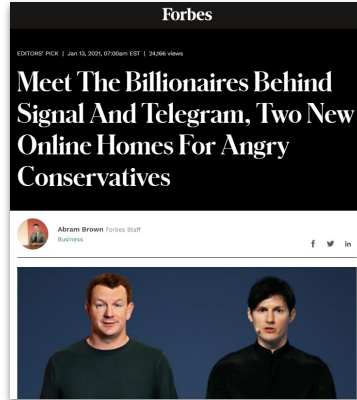 Forbes
EDITORS' PICK | Jan 13, 2021, 07:00am EST | 24,166 views
Meet The Billionaires Behind
Signal And Telegram, Two New
Online Homes For Angry
Conservatives
Abram Brown Forbes Staff
Business
f in